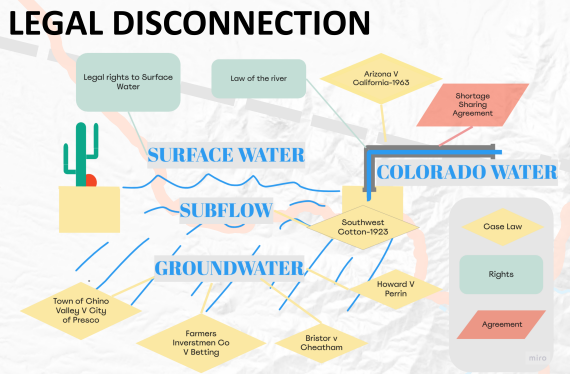 LEGAL DISCONNECTION
Legal rights to Surface
Water
Law of the river
Arizona V
California-1963
Shortage
Sharing
Agreement
SURFACE WATER
COLORADO WATER
SUBFLOW
Southwest
Cotton-1923
Case Law
GROUNDWATER
Rights
Howard V
Perrin
Town of Chino
Valley V City
of Presco
Agreement
Farmers
Inverstmen Co
V Betting
Bristor v
Cheatham
miro